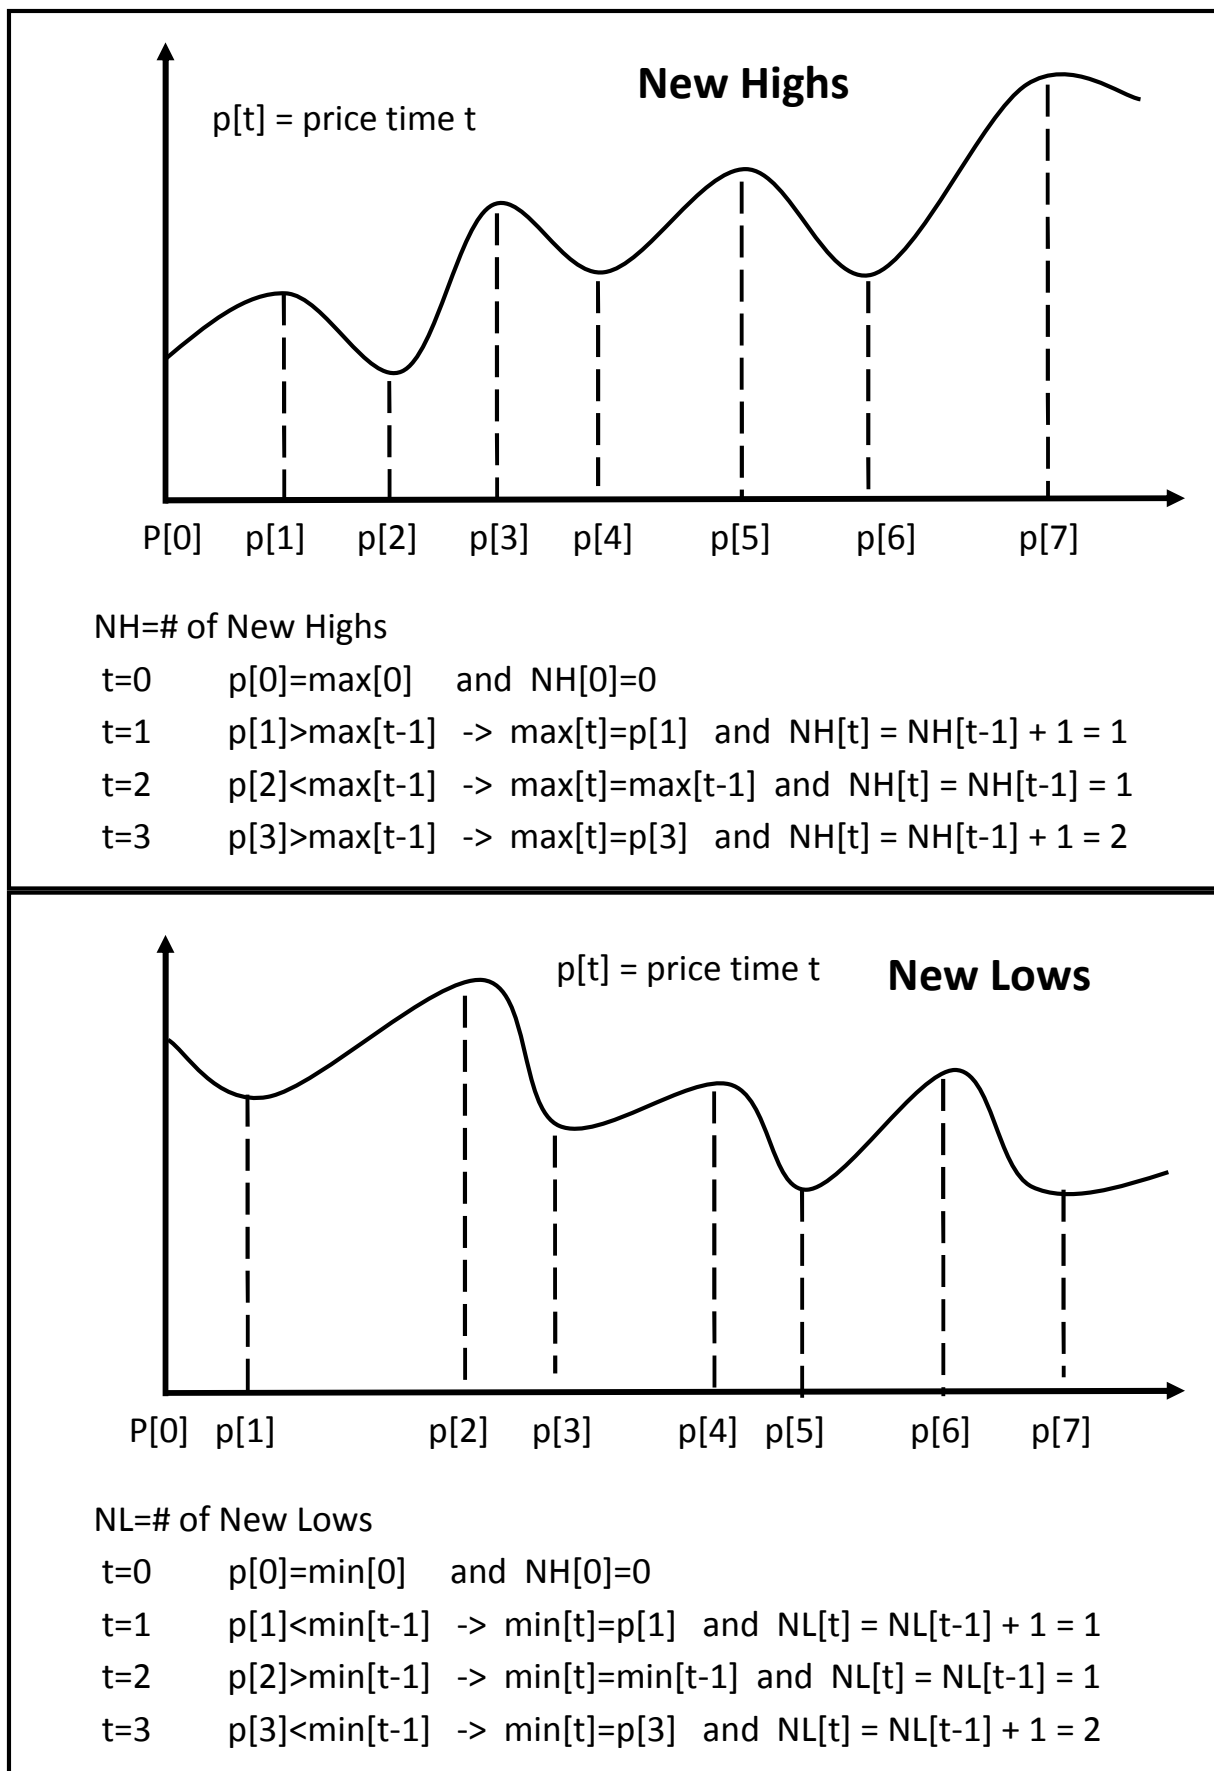 New Highs
p[t] = price time t
P[0] p[1] p[2] p[3] p[4] p[5] p[6] p[7]
NH=# of New Highs
t=0 p[0]=max[0] and NH[0]=0
t=1 p[1]>max[t-1] -> max[t]=p[1] and NH[t] = NH[t-1] + 1 = 1
t=2 p[2]<max[t-1] -> max[t]=max[t-1] and NH[t] = NH[t-1] = 1
t=3 p[3]>max[t-1] -> max[t]=p[3] and NH[t] = NH[t-1] + 1 = 2
p[t] = price time t New Lows
P[0] p[1] p[2] p[3] p[4] p[5] p[6] p[7]
NL=# of New Lows
t=0 p[0]=min[0] and NH[0]=0
t=1 p[1]<min[t-1] -> min[t]=p[1] and NL[t] = NL[t-1] + 1 = 1
t=2 p[2]>min[t-1] -> min[t]=min[t-1] and NL[t] = NL[t-1] = 1
t=3 p[3]<min[t-1] -> min[t]=p[3] and NL[t] = NL[t-1] + 1 = 2